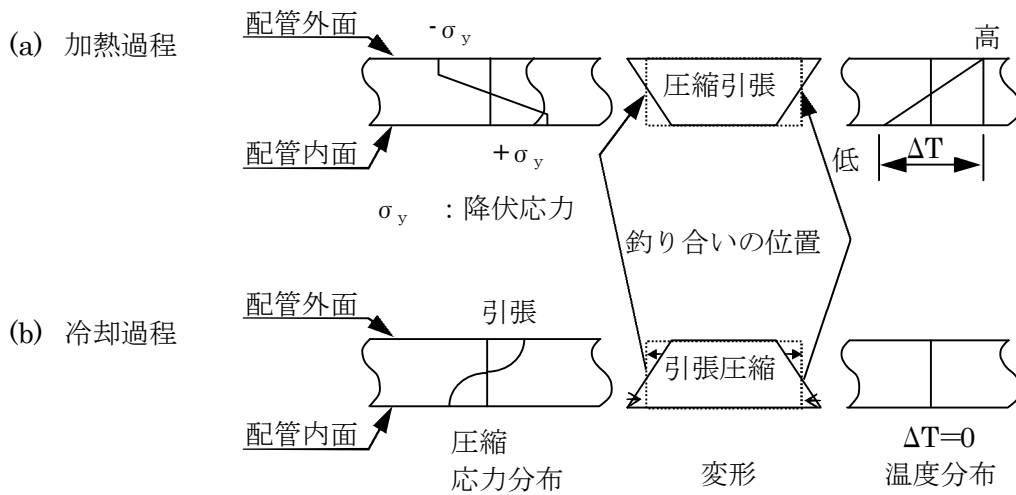 (a) 加熱過程
配管外面
-σy
高
圧縮引張
配管内面
+σy
低
ΔT
σy :降伏応力
釣り合いの位置
(b) 冷却過程
配管外面
引張
引張圧縮
配管内面
圧縮
応力分布
変形
ΔT=0
温度分布